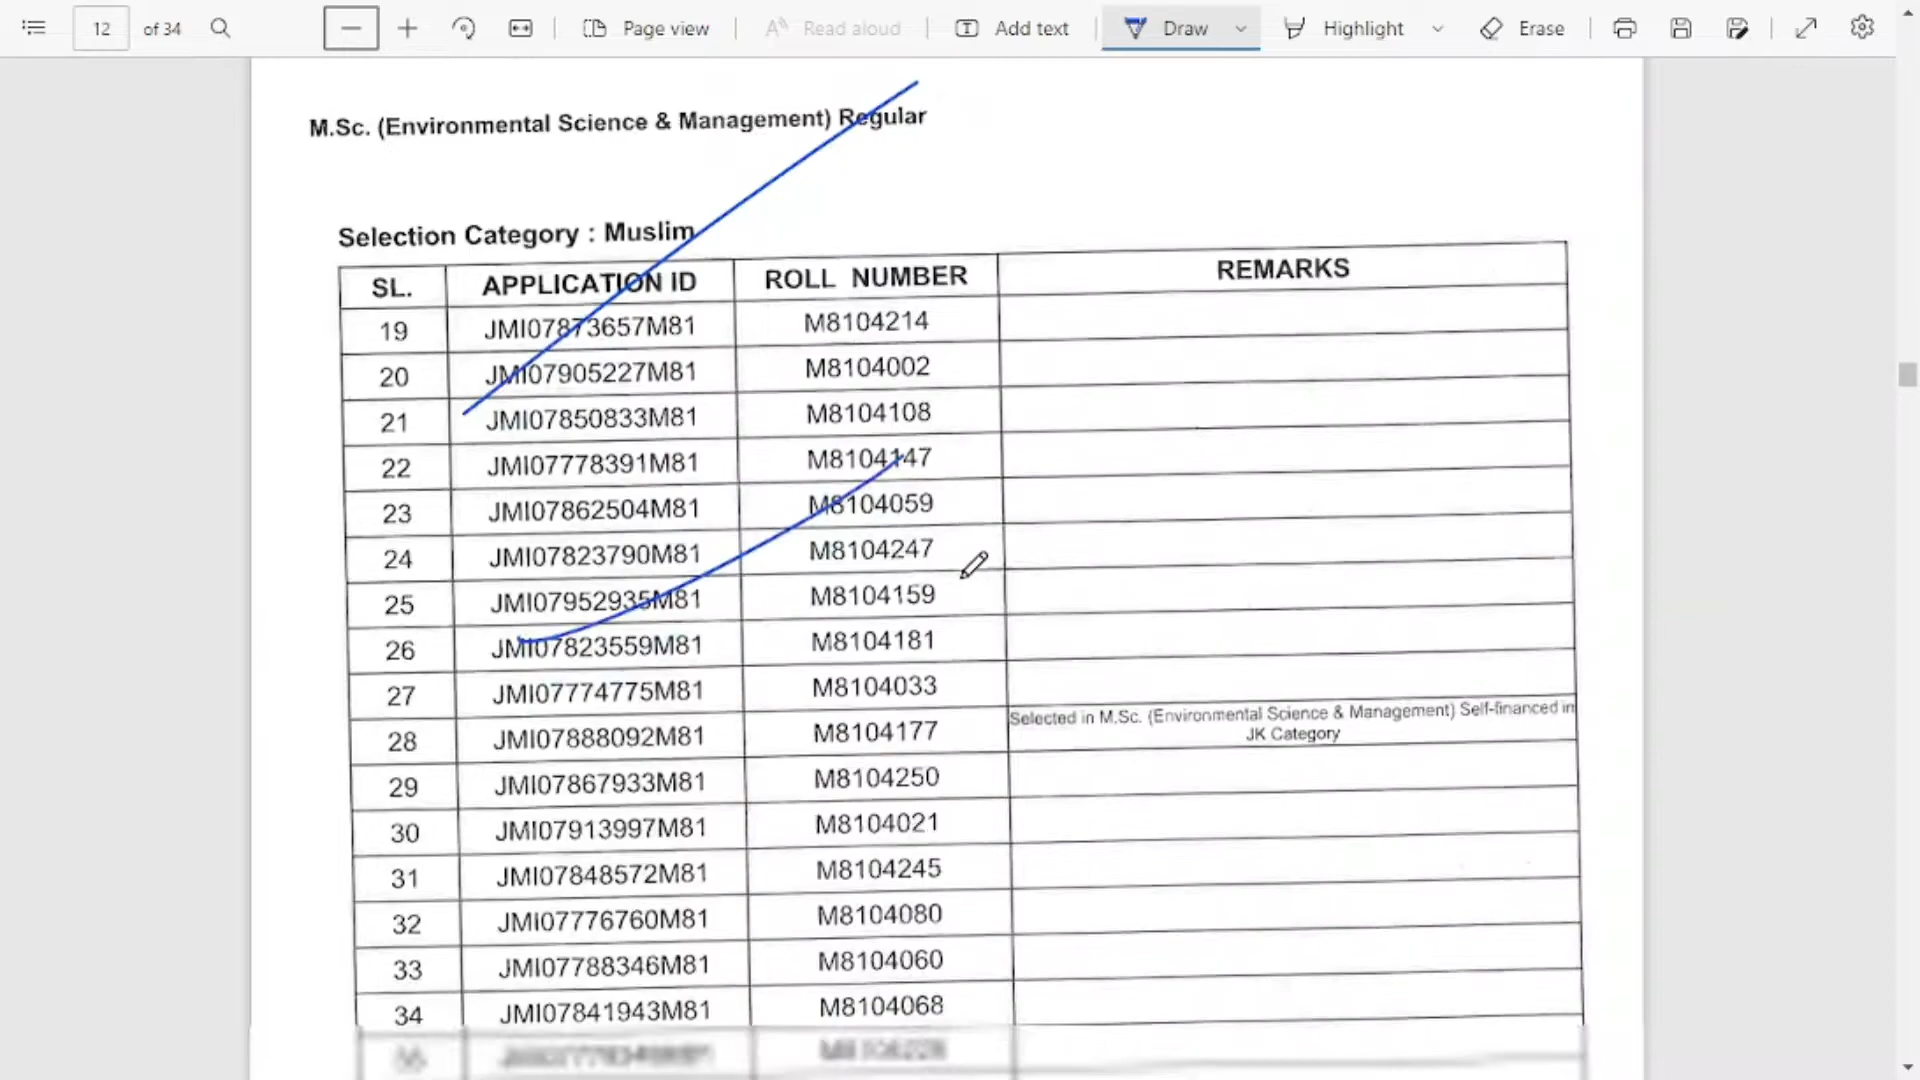 12 of 34 Page view Read aloud Add text Draw Highlight Erase
M.Sc. (Environmental Science & Management) Regular
Selection Category : Muslim
SL. APPLICATION ID ROLL NUMBER REMARKS
19 JMI07873657M81 M8104214
20 JMI07905227M81 M8104002
21 JMI07850833M81 M8104108
22 JMI07778391M81 M8104147
23 JMI07862504M81 M8104059
24 JMI07823790M81 M8104247
25 JMI07952935M81 M8104159
26 JMI07823559M81 M8104181
27 JMI07774775M81 M8104033
28 JMI07888092M81 M8104177 Selected in M.Sc. (Environmental Science & Management) Self-financed in
JK Category
29 JMI07867933M81 M8104250
30 JMI07913997M81 M8104021
31 JMI07848572M81 M8104245
32 JMI07776760M81 M8104080
33 JMI07788346M81 M8104060
34 JMI07841943M81 M8104068